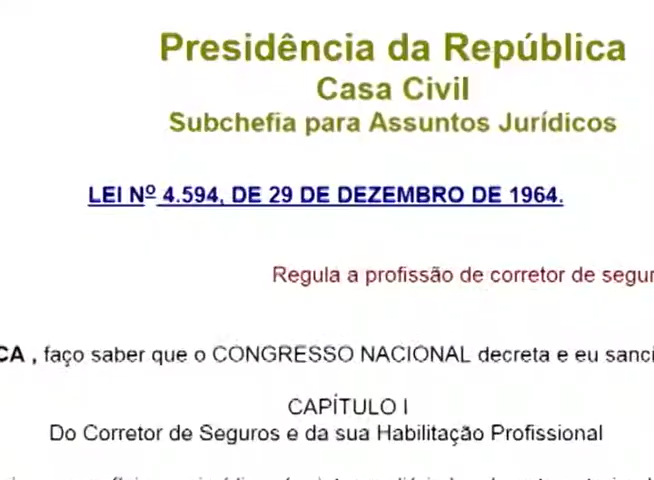 Presidência da República
Casa Civil
Subchefia para Assuntos Jurídicos
LEI Nº 4.594, DE 29 DE DEZEMBRO DE 1964.
Regula a profissão de corretor de
CA , faço saber que o CONGRESSO NACIONAL decreta e eu
CAPÍTULO I
Do Corretor de Seguros e da sua Habilitação Profissional